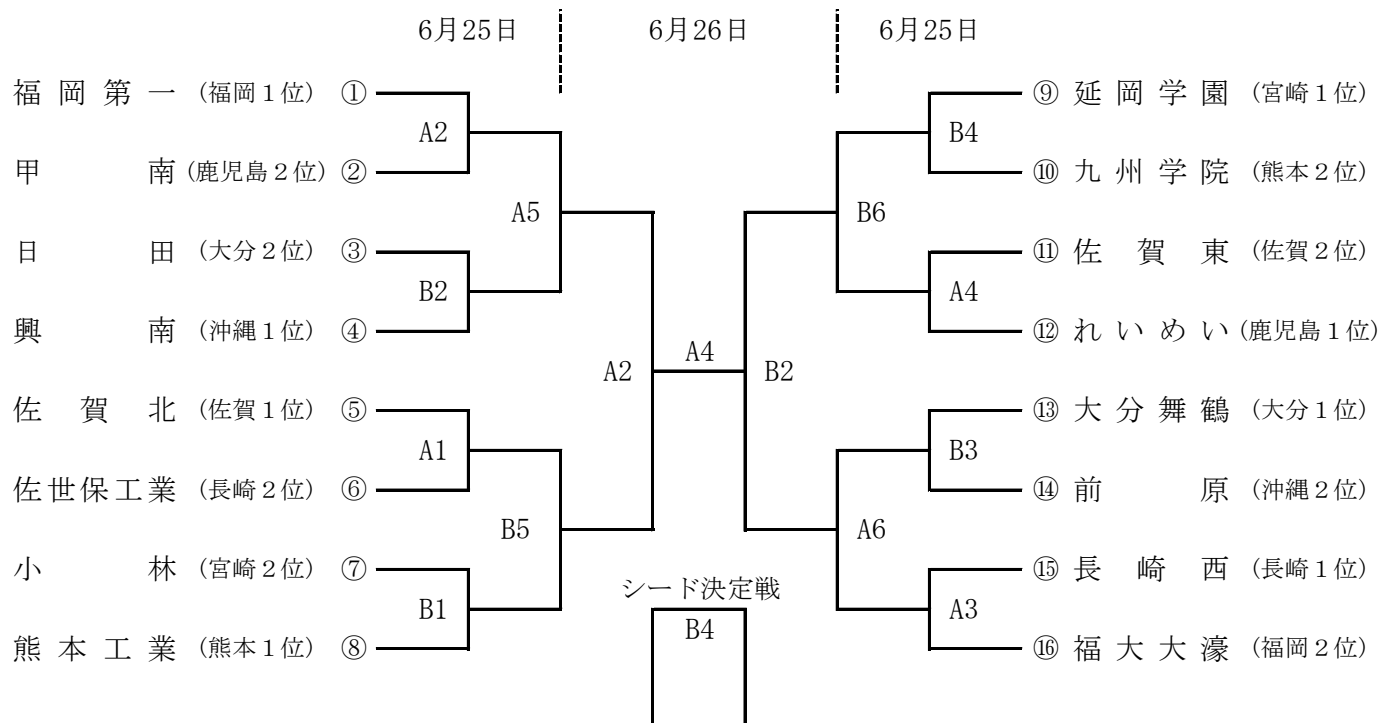 6月25日 6月26日 6月25日
福岡第一 (福岡1位) ① ⑨ 延岡学園 (宮崎1位)
A2 B4
甲南 (鹿児島2位) ② ⑩ 九州学院 (熊本2位)
A5 B6
日田 (大分2位) ③ ⑪ 佐賀東 (佐賀2位)
B2 A4
興南 (沖縄1位) ④ ⑫ れいめい (鹿児島1位)
A2 A4 B2
佐賀北 (佐賀1位) ⑤ ⑬ 大分舞鶴 (大分1位)
A1 B3
佐世保工業 (長崎2位) ⑥ ⑭ 前原 (沖縄2位)
B5 A6
小林 (宮崎2位) ⑦ ⑮ 長崎西 (長崎1位)
シード決定戦
B1 B4 A3
熊本工業 (熊本1位) ⑧ ⑯ 福大大濠 (福岡2位)